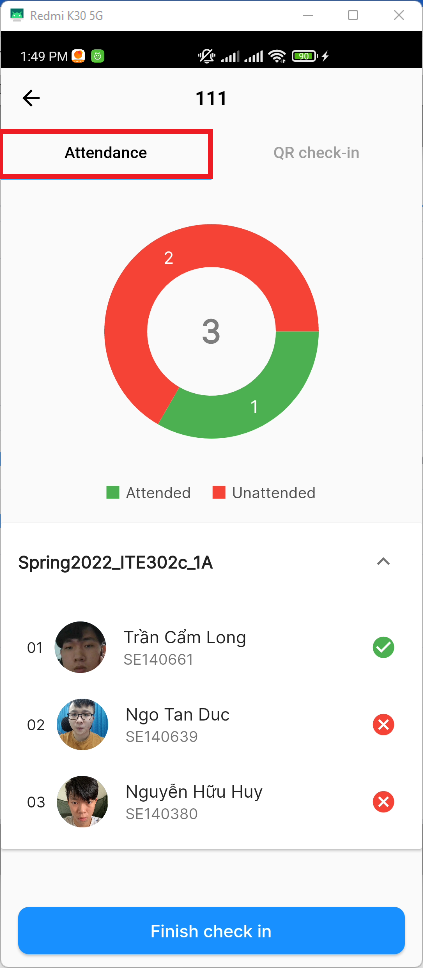 Redmi K30 5G
1:49 PM
90
111
Attendance
QR check-in
2
3
1
Attended
Unattended
Spring2022_ITE302c_1A
01
Trần Cẩm Long
SE140661
02
Ngo Tan Duc
SE140639
03
Nguyễn Hữu Huy
SE140380
Finish check in